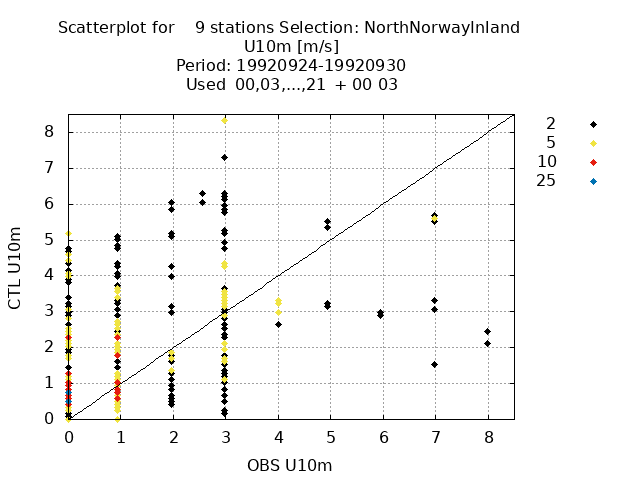 Scatterplot for 9 stations Selection: NorthNorwayInland
U10m [m/s]
Period: 19920924-19920930
Used 00,03,...,21 + 00 03
2
5
10
25
CTL U10m
8
7
6
5
4
3
2
1
0
0 1 2 3 4 5 6 7 8
OBS U10m